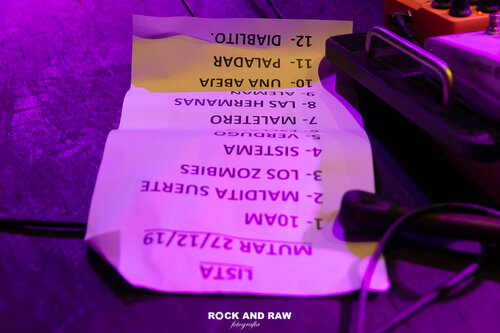 LISTA
MUTAR 27/12/19
1- 10AM
2- MALDITA SUERTE
3- LOS ZOMBIES
4- SISTEMA
5- VERDUGO
7- MALETERO
8- LAS HERMANAS
9- ALEMAN
10- UNA ABEJA
11- PALADAR
12- DIABLITO.
ROCK AND RAW
fotografia